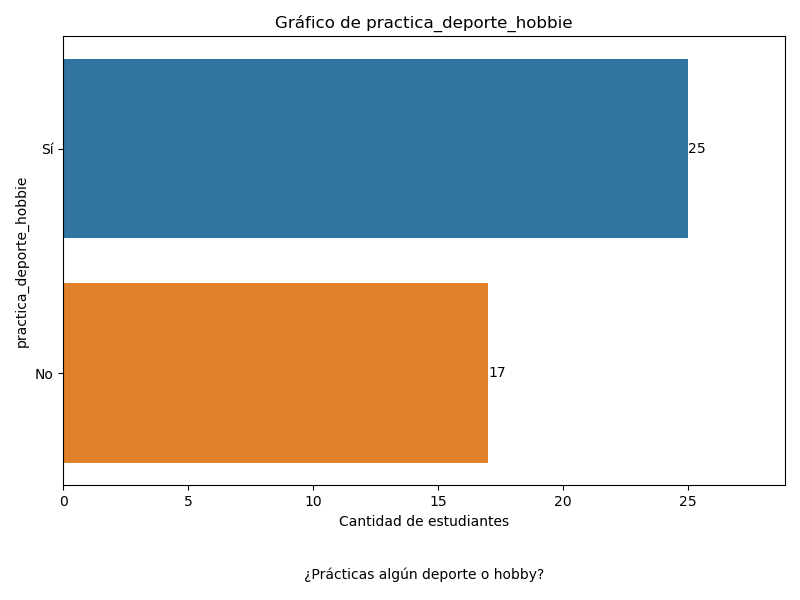 Gráfico de practica_deporte_hobbie
practica_deporte_hobbie
Sí
25
No
17
0 5 10 15 20 25
Cantidad de estudiantes
¿Prácticas algún deporte o hobby?